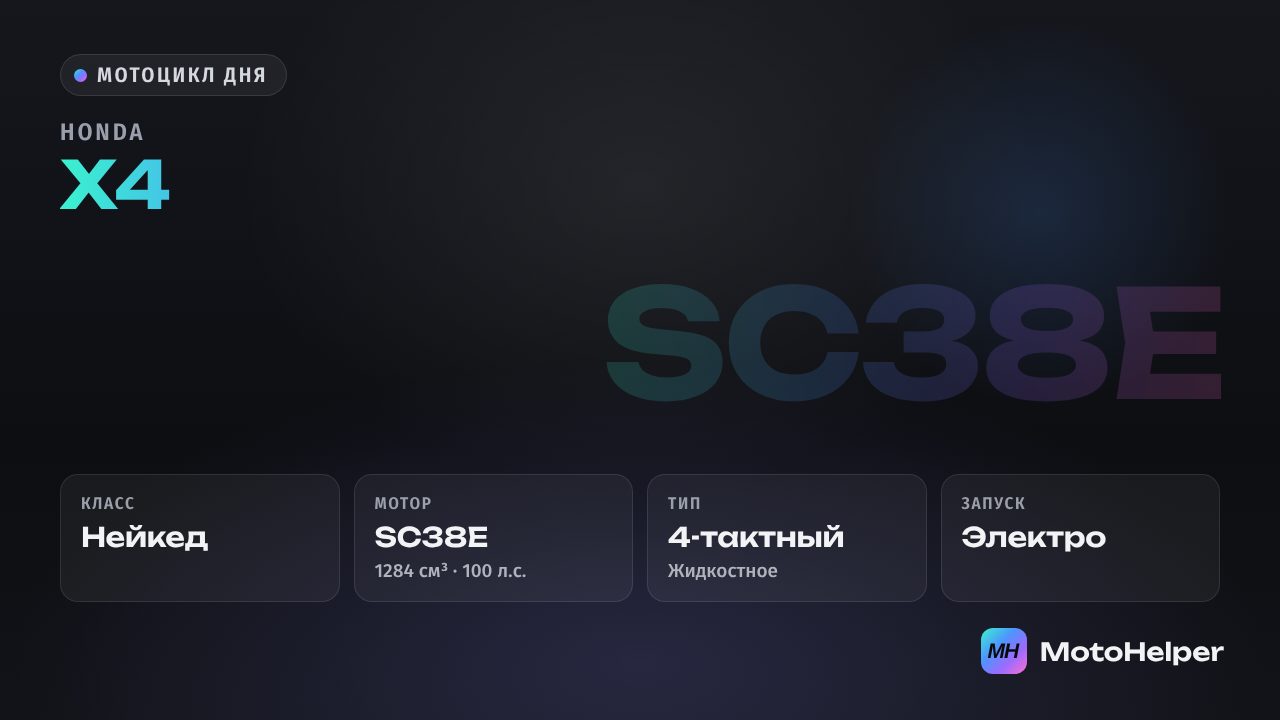 МОТОЦИКЛ ДНЯ
HONDA
X4
SC38E
КЛАСС
Нейкед
МОТОР
SC38E
1284 см³ · 100 л.с.
ТИП
4-тактный
Жидкостное
ЗАПУСК
Электро
MH MotoHelper